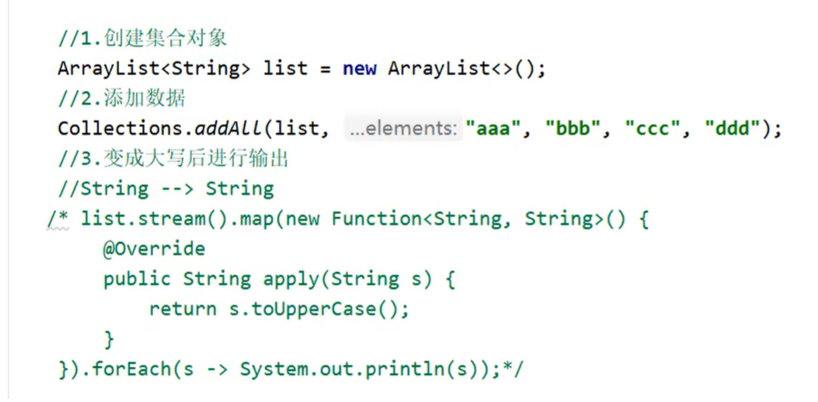 //1.创建集合对象
ArrayList<String> list = new ArrayList<>();
//2.添加数据
Collections.addAll(list, ...elements: "aaa", "bbb", "ccc", "ddd");
//3.变成大写后进行输出
//String --> String
/* list.stream().map(new Function<String, String>() {
@Override
public String apply(String s) {
return s.toUpperCase();
}
}).forEach(s -> System.out.println(s));*/